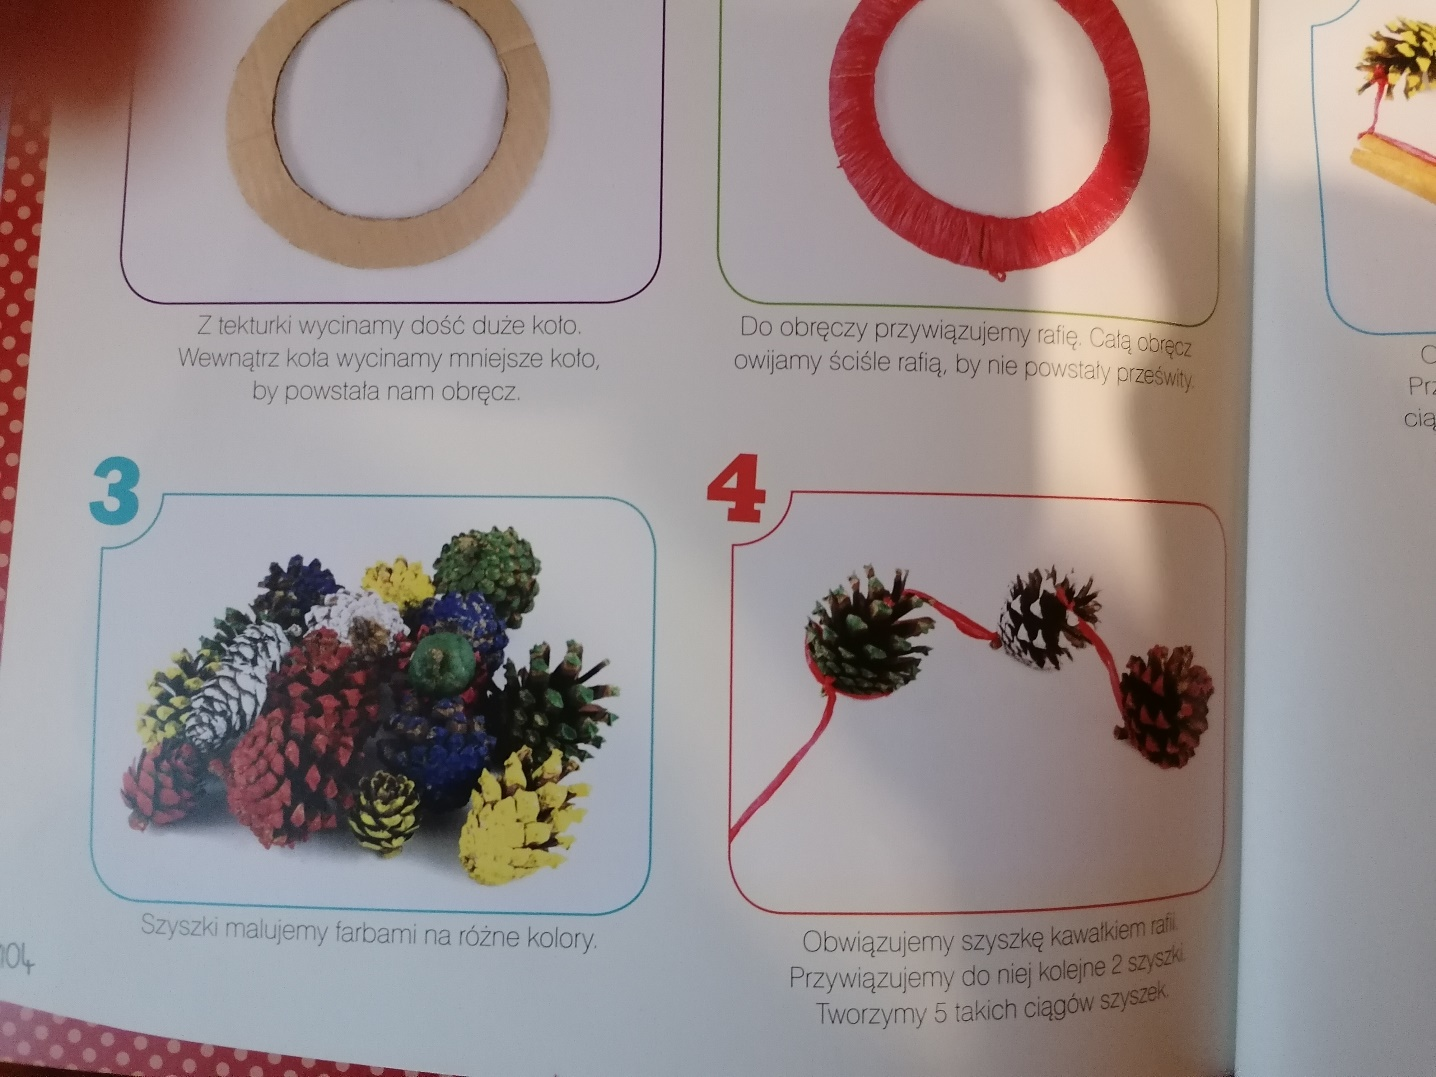 Z tekturki wycinamy dość duże koło.
Wewnątrz koła wycinamy mniejsze koło,
by powstała nam obręcz.
Do obręczy przywiązujemy rafię. Całą obręcz
owijamy ściśle rafią, by nie powstały prześwity.
3
Szyszki malujemy farbami na różne kolory.
4
Obwiązujemy szyszkę kawałkiem rafii.
Przywiązujemy do niej kolejne 2 szyszki.
Tworzymy 5 takich ciągów szyszek.
104